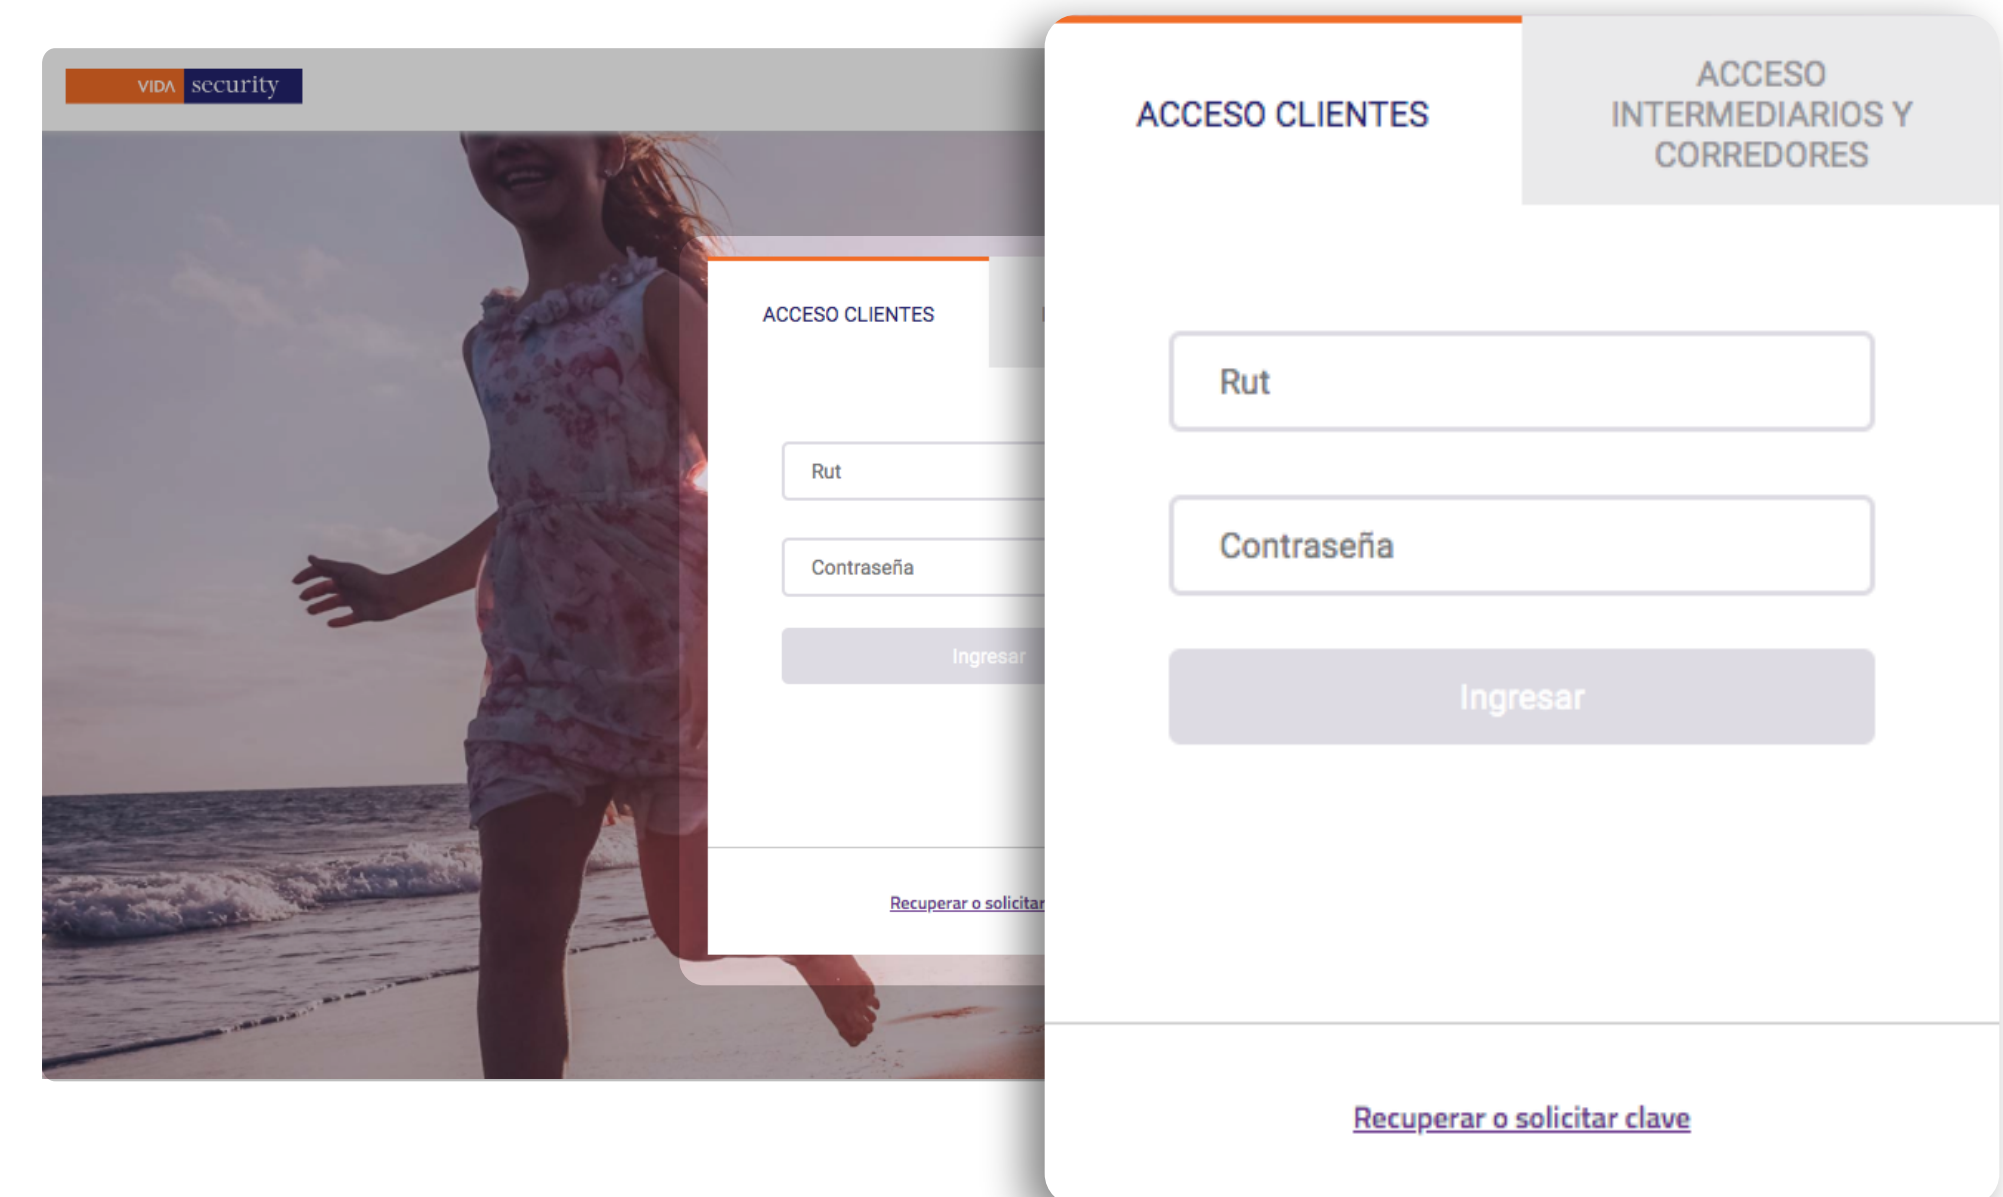 VIDA security
ACCESO CLIENTES
Rut
Contraseña
Ingresar
Recuperar o solicitar
ACCESO CLIENTES
ACCESO
INTERMEDIARIOS Y
CORREDORES
Rut
Contraseña
Ingresar
Recuperar o solicitar clave